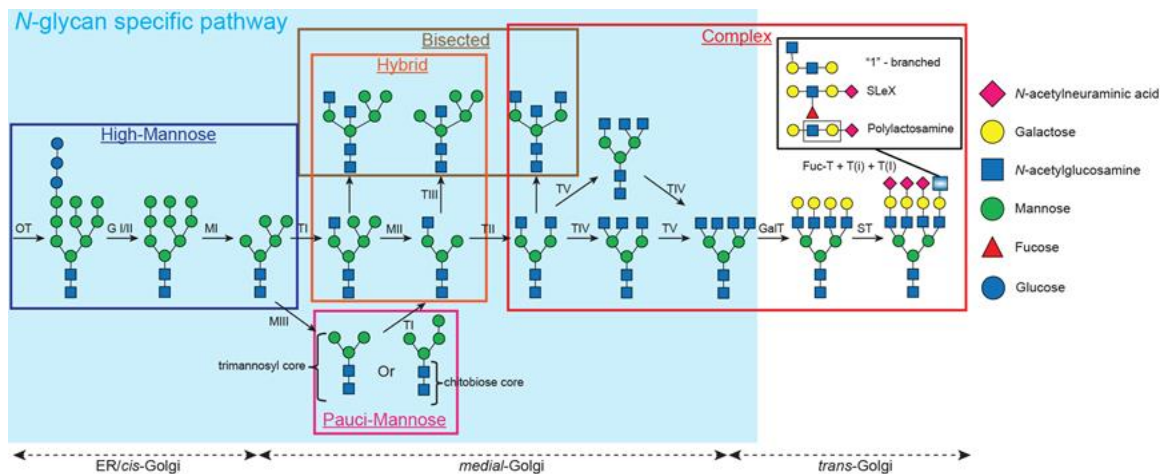 N-glycan specific pathway
Bisected
Complex
Hybrid
High-Mannose
"1" - branched
SLeX
Polylactosamine
Fuc-T + T(i) + T(I)
N-acetylneuraminic acid
Galactose
N-acetylglucosamine
Mannose
Fucose
Glucose
OT
G I/II
MI
TI
MII
TIII
TII
TV
TIV
TIV
TV
GalT
ST
MIII
TI
trimannosyl core
Or
chitobiose core
Pauci-Mannose
ER/cis-Golgi
medial-Golgi
trans-Golgi